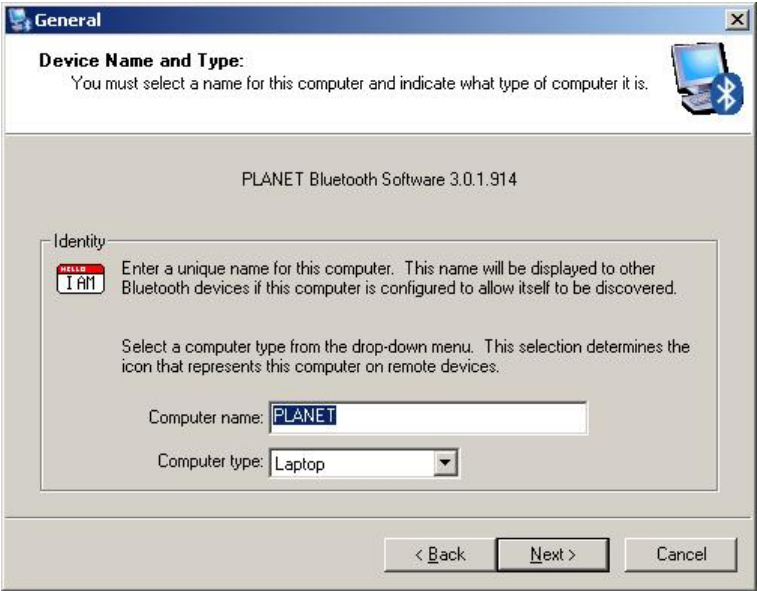 General
Device Name and Type:
You must select a name for this computer and indicate what type of computer it is.
PLANET Bluetooth Software 3.0.1.914
Identity
HELLO
I AM
Enter a unique name for this computer.  This name will be displayed to other
Bluetooth devices if this computer is configured to allow itself to be discovered.
Select a computer type from the drop-down menu.  This selection determines the
icon that represents this computer on remote devices.
Computer name: PLANET
Computer type: Laptop
< Back
Next >
Cancel